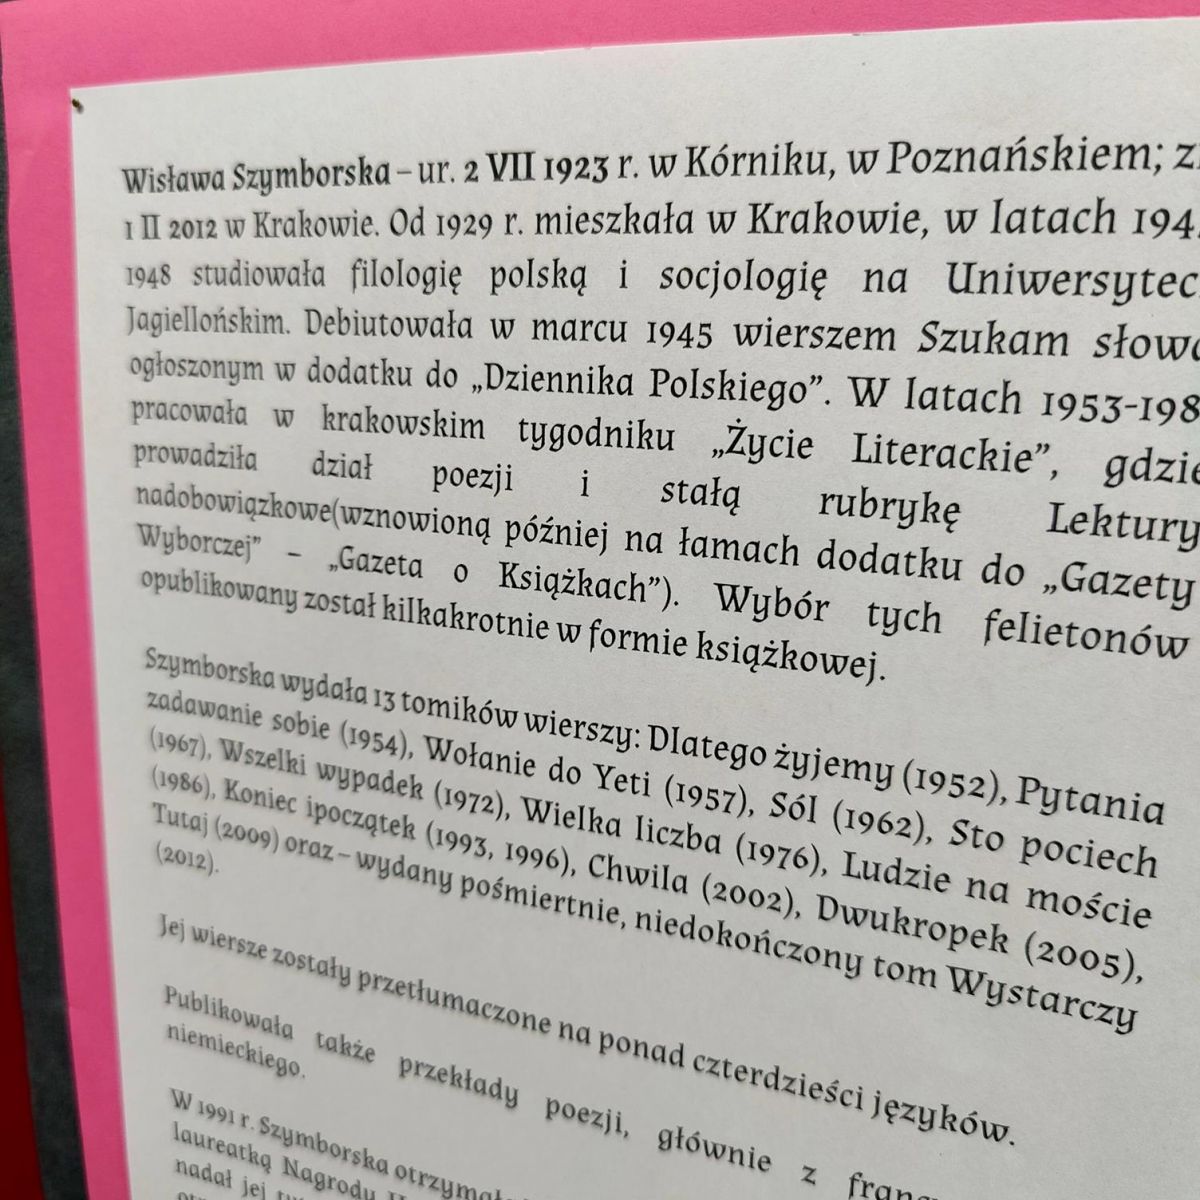 Wisława Szymborska – ur. 2 VII 1923 r. w Kórniku, w Poznańskiem;
1 II 2012 w Krakowie. Od 1929 r. mieszkała w Krakowie, w latach
1948 studiowała filologię polską i socjologię na
Jagiellońskim. Debiutowała w marcu 1945 wierszem Szukam
ogłoszonym w dodatku do „Dziennika Polskiego”. W latach
pracowała w krakowskim tygodniku „Życie Literackie”, gdzie
prowadziła dział poezji i stałą rubrykę Lektury
nadobowiązkowe(wznowioną później na łamach dodatku do „Gazety
Wyborczej” – „Gazeta o Książkach”). Wybór tych felietonów
opublikowany został kilkakrotnie w formie książkowej.
Szymborska wydała 13 tomików wierszy: Dlatego żyjemy (1952), Pytania
zadawanie sobie (1954), Wołanie do Yeti (1957), Sól (1962), Sto pociech
(1967), Wszelki wypadek (1972), Wielka liczba (1976), Ludzie na moście
(1986), Koniec ipoczątek (1993, 1996), Chwila (2002), Dwukropek (2005),
Tutaj (2009) oraz – wydany pośmiertnie, niedokończony tom Wystarczy
(2012).
Jej wiersze zostały przetłumaczone na ponad czterdzieści języków.
Publikowała także przekłady poezji, głównie z
niemieckiego.
W 1991 r. Szymborska
laureatką Nagrody
nadał jej